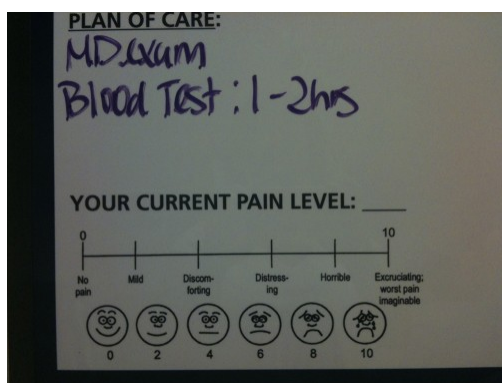 PLAN OF CARE:
MD.exam
Blood Test: 1-2hrs
YOUR CURRENT PAIN LEVEL: ____
0 10
No pain
Mild
Discom-
forting
Distress-
ing
Horrible
Excruciating;
worst pain
imaginable
0 2 4 6 8 10